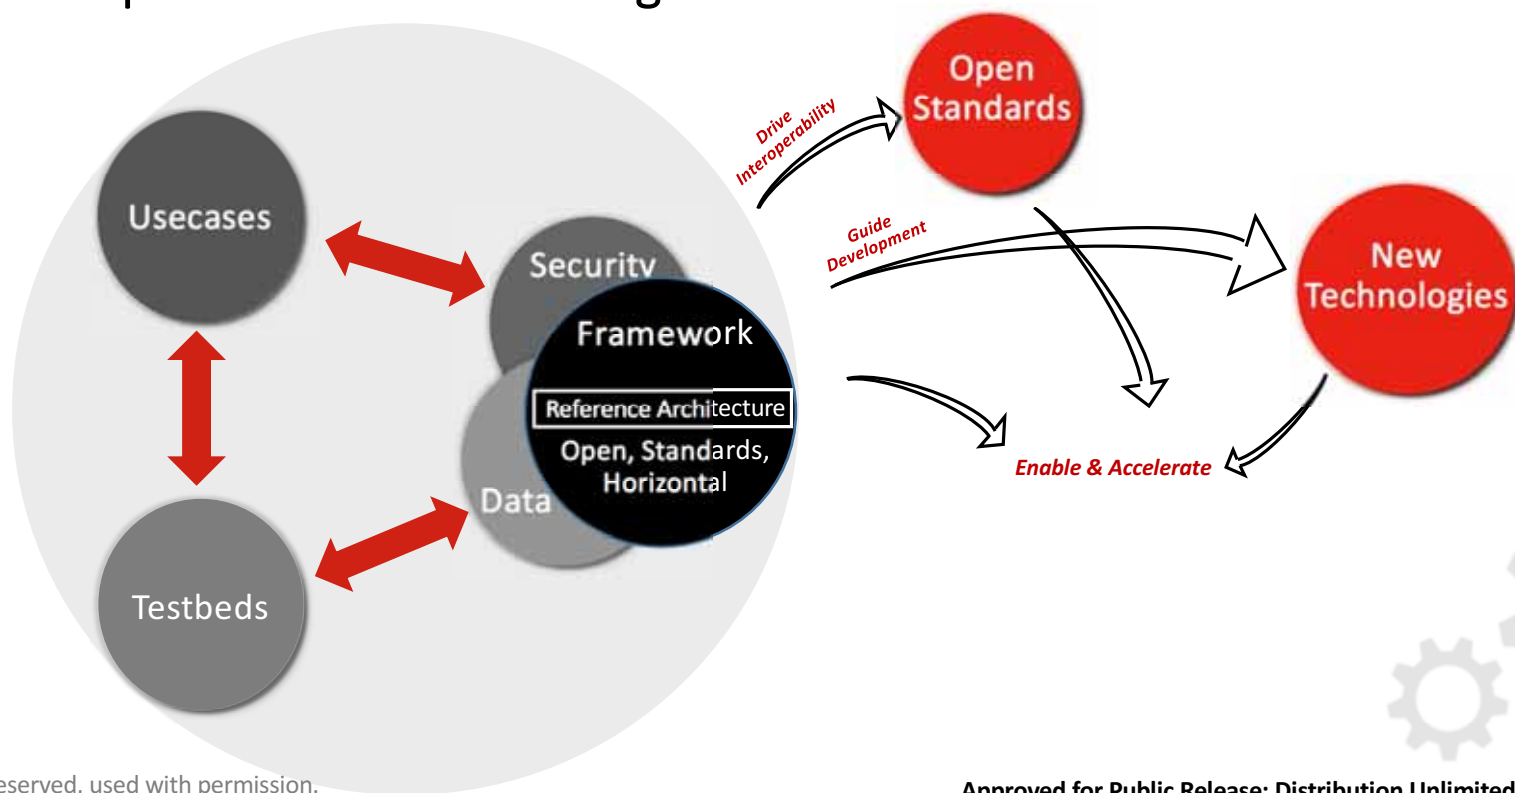 Open
Standards
Drive
Interoperability
Usecases
Guide
Development
New
Technologies
Security
Framework
Reference Architecture
Open, Standards,
Horizontal
Data
Enable & Accelerate
Testbeds
eserved, used with permission.
Approved for Public Release: Distribution Unlimited